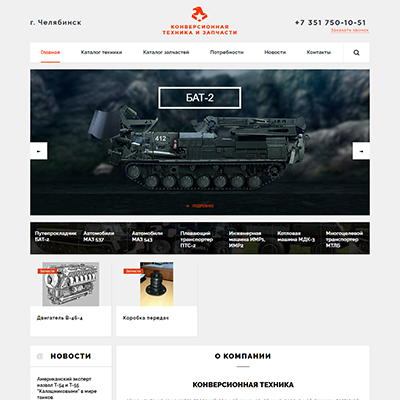 г. Челябинск
КОНВЕРСИОННАЯ
ТЕХНИКА И ЗАПЧАСТИ
+7 351 750-10-51
Заказать звонок
Главная
Каталог техники
Каталог запчастей
Потребности
Новости
Контакты
БАТ-2
412
ПОДРОБНЕЕ
Путепрокладчик БАТ-2
Автомобили МАЗ 537
Автомобили МАЗ 543
Плавающий транспортер ПТС-2
Инженерная машина ИМР1, ИМР2
Котловая машина МДК-3
Многоцелевой транспортер МТЛБ
Запчасти
Запчасти
Двигатель В-46-4
Коробка передач
НОВОСТИ
Американский эксперт
назвал Т-54 и Т-55
"Калашниковыми" в мире
танков
О КОМПАНИИ
КОНВЕРСИОННАЯ ТЕХНИКА